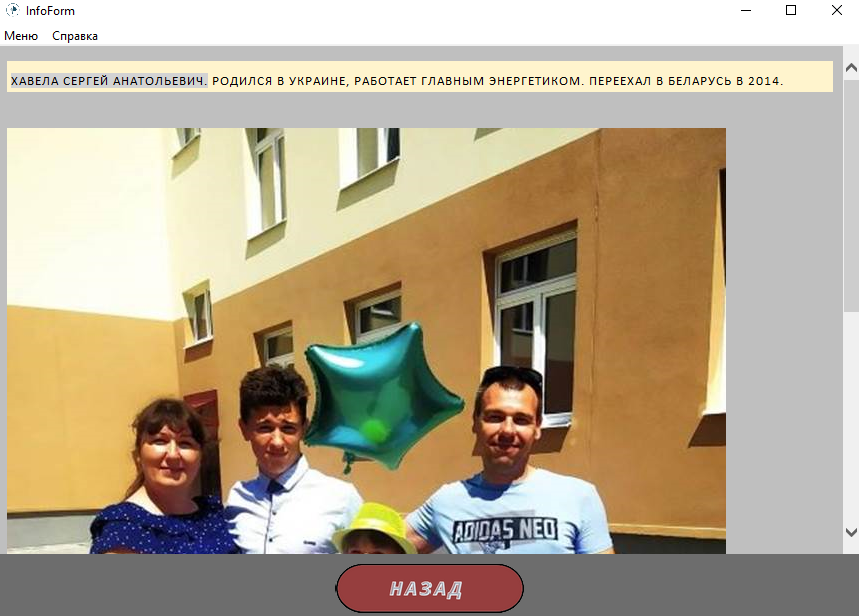 InfoForm
Меню Справка
ХАВЕЛА СЕРГЕЙ АНАТОЛЬЕВИЧ. РОДИЛСЯ В УКРАИНЕ, РАБОТАЕТ ГЛАВНЫМ ЭНЕРГЕТИКОМ. ПЕРЕЕХАЛ В БЕЛАРУСЬ В 2014.
ADIDAS NEO
НАЗАД